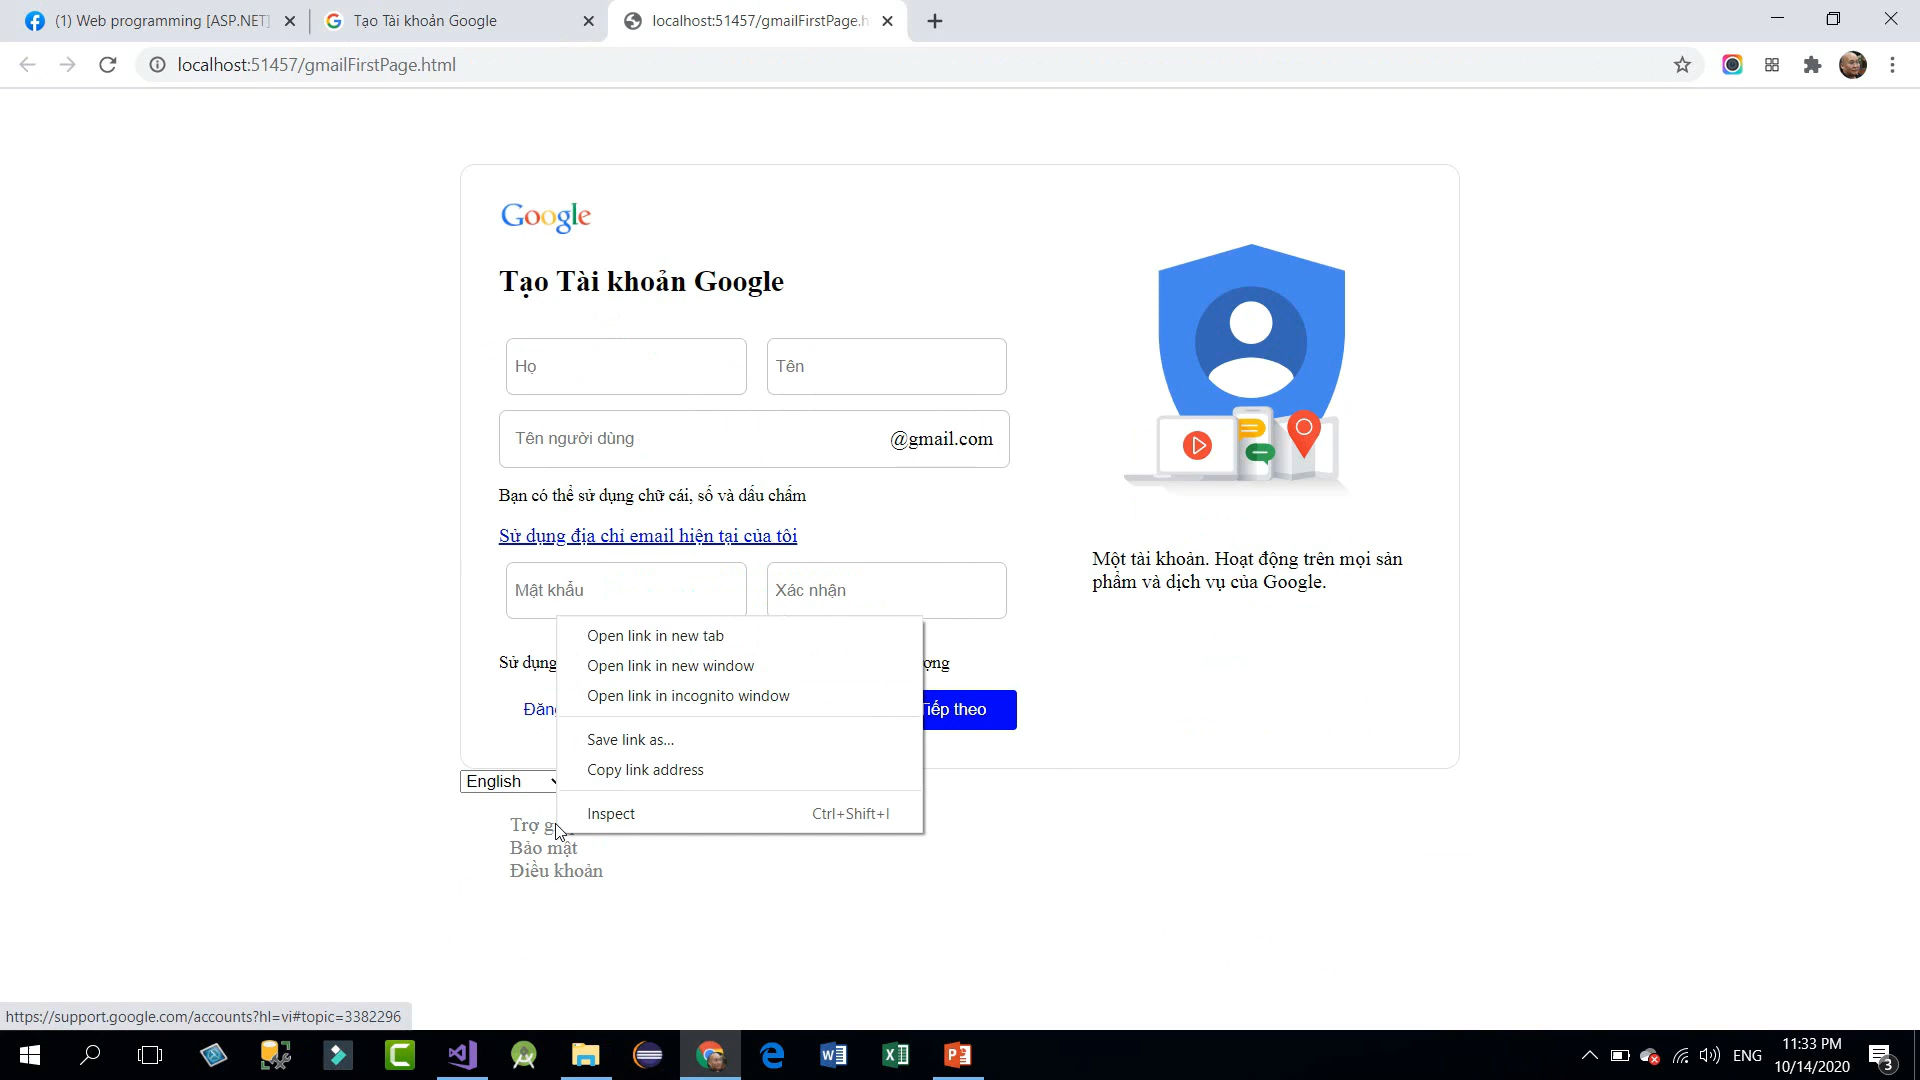 (1) Web programming [ASP.NET]
Tạo Tài khoản Google
localhost:51457/gmailFirstPage.h
localhost:51457/gmailFirstPage.html
Google
Tạo Tài khoản Google
Họ
Tên
Tên người dùng
@gmail.com
Bạn có thể sử dụng chữ cái, số và dấu chấm
Sử dụng địa chỉ email hiện tại của tôi
Mật khẩu
Xác nhận
Một tài khoản. Hoạt động trên mọi sản
phẩm và dịch vụ của Google.
Open link in new tab
Sử dụng
Open link in new window
Open link in incognito window
Tiếp theo
Save link as...
Copy link address
English
Inspect Ctrl+Shift+I
Trợ
Bảo mật
Điều khoản
https://support.google.com/accounts?hl=vi#topic=3382296
ENG
11:33 PM
10/14/2020
3